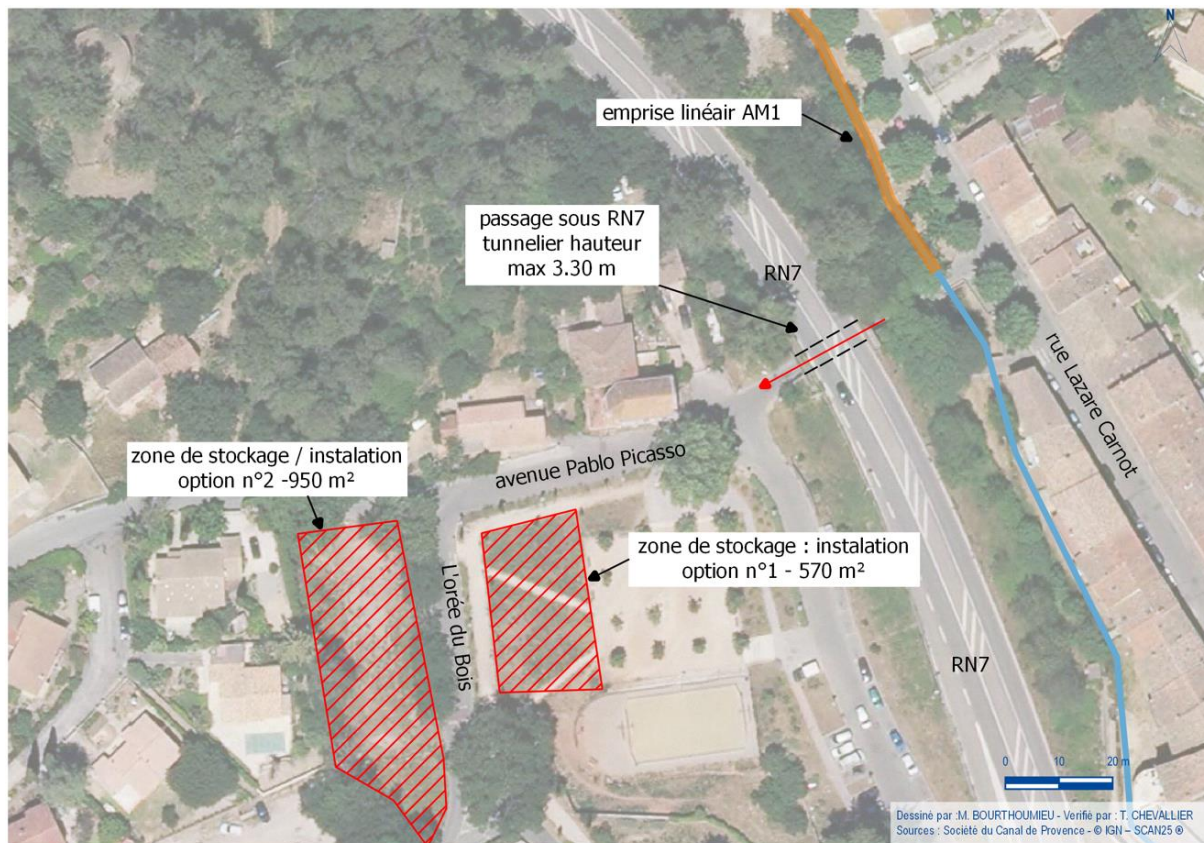 N
emprise linéair AM1
passage sous RN7
tunnelier hauteur
max 3.30 m
RN7
rue Lazare Carnot
avenue Pablo Picasso
zone de stockage / instalation
option n°2 -950 m²
zone de stockage : instalation
option n°1 - 570 m²
L'orée du Bois
RN7
0 10 20 m
Dessiné par :M. BOURTHOUMIEU - Verifié par : T. CHEVALLIER
Sources : Société du Canal de Provence - © IGN – SCAN25 ®